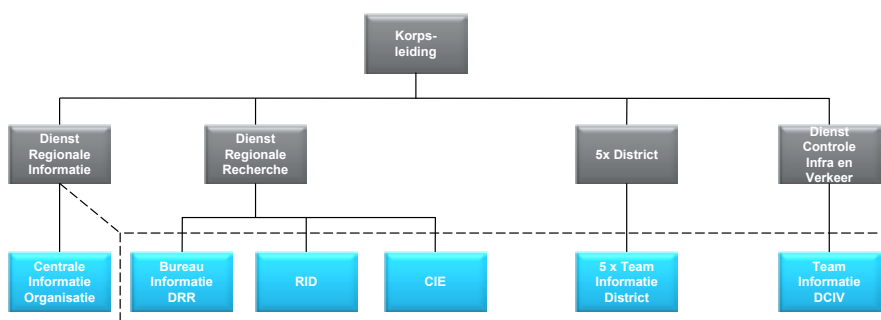 Korps-
leiding
Dienst
Regionale
Informatie
Dienst
Regionale
Recherche
5x District
Dienst
Controle
Infra en
Verkeer
Centrale
Informatie
Organisatie
Bureau
Informatie
DRR
RID
CIE
5 x Team
Informatie
District
Team
Informatie
DCIV